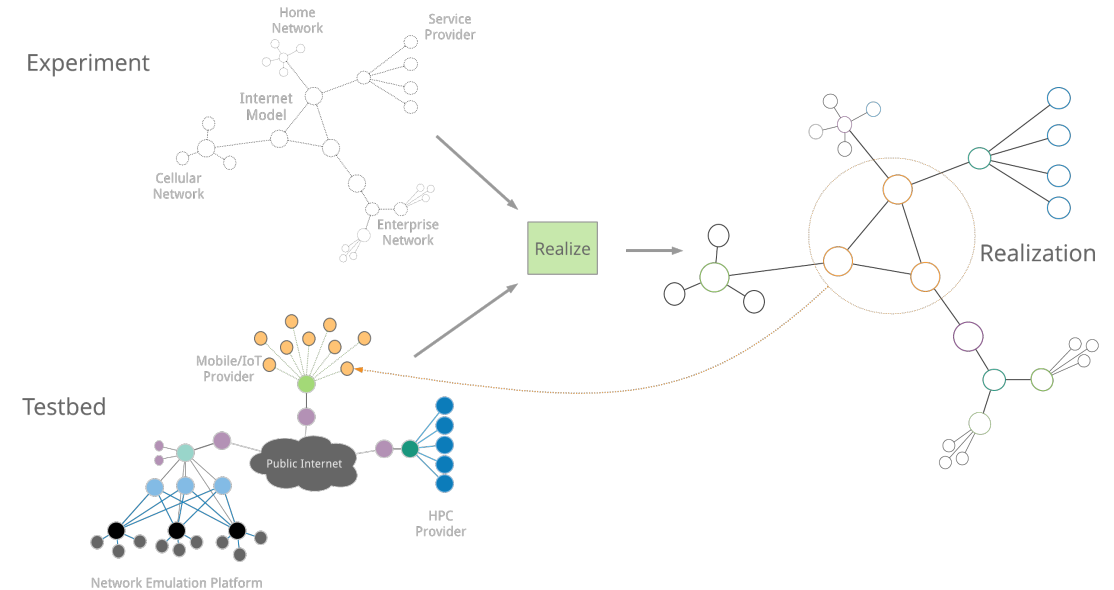 Home
Network
Service
Provider
Experiment
Internet
Model
Cellular
Network
Enterprise
Network
Realize
Realization
Mobile/IoT
Provider
Testbed
Public Internet
HPC
Provider
Network Emulation Platform